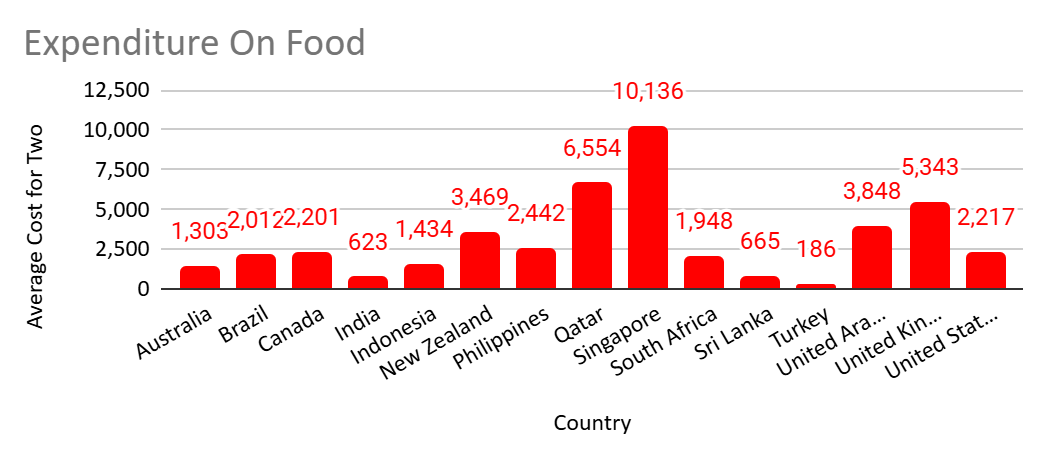 Expenditure On Food
Average Cost for Two
12,500
10,000
7,500
5,000
2,500
0
1,303
2,012
2,201
623
1,434
3,469
2,442
6,554
10,136
1,948
665
186
3,848
5,343
2,217
Australia
Brazil
Canada
India
Indonesia
New Zealand
Philippines
Qatar
Singapore
South Africa
Sri Lanka
Turkey
United Ara...
United Kin...
United Stat...
Country